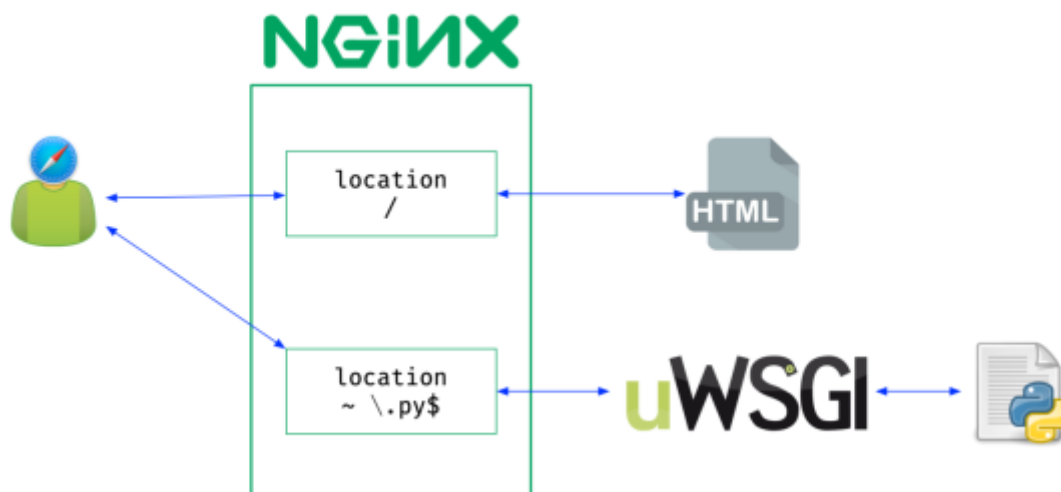 NGiNX
location
/
HTML
location
~ \.py$
uWSGI